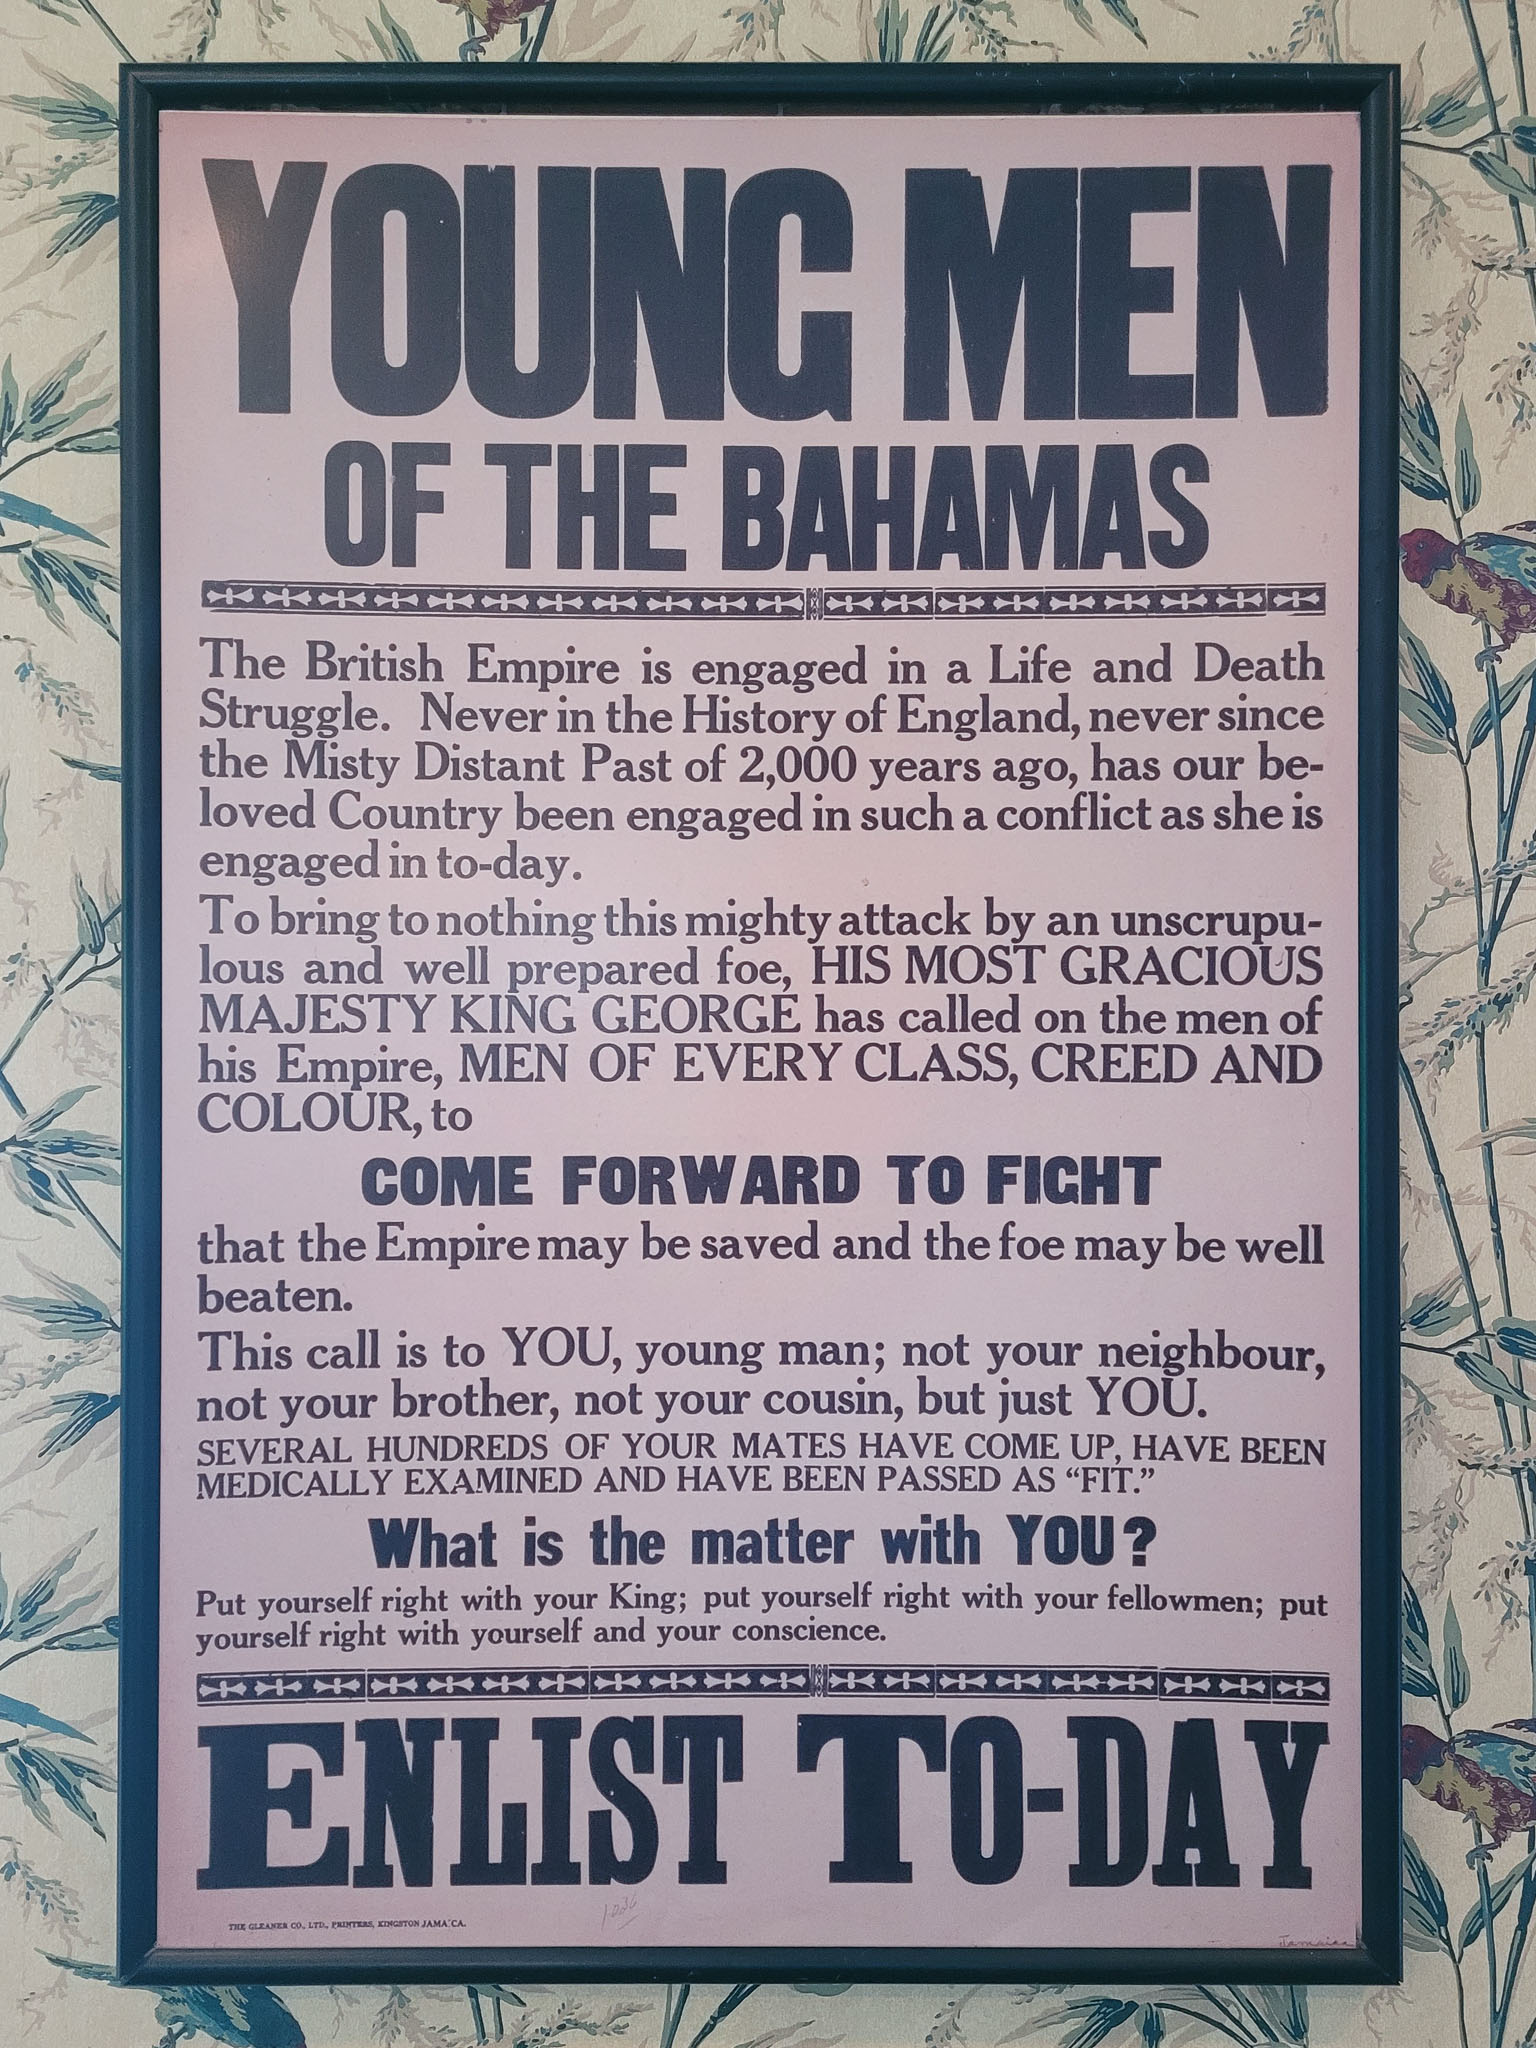 YOUNG MEN
OF THE BAHAMAS
The British Empire is engaged in a Life and Death
Struggle. Never in the History of England, never since
the Misty Distant Past of 2,000 years ago, has our be-
loved Country been engaged in such a conflict as she is
engaged in to-day.
To bring to nothing this mighty attack by an unscrupu-
lous and well prepared foe, HIS MOST GRACIOUS
MAJESTY KING GEORGE has called on the men of
his Empire, MEN OF EVERY CLASS, CREED AND
COLOUR, to
COME FORWARD TO FIGHT
that the Empire may be saved and the foe may be well
beaten.
This call is to YOU, young man; not your neighbour,
not your brother, not your cousin, but just YOU.
SEVERAL HUNDREDS OF YOUR MATES HAVE COME UP, HAVE BEEN
MEDICALLY EXAMINED AND HAVE BEEN PASSED AS “FIT.”
What is the matter with YOU?
Put yourself right with your King; put yourself right with your fellowmen; put
yourself right with yourself and your conscience.
ENLIST TO-DAY
THE GLEANER CO., LTD., PRINTERS, KINGSTON JAMA'CA.
Jamaica